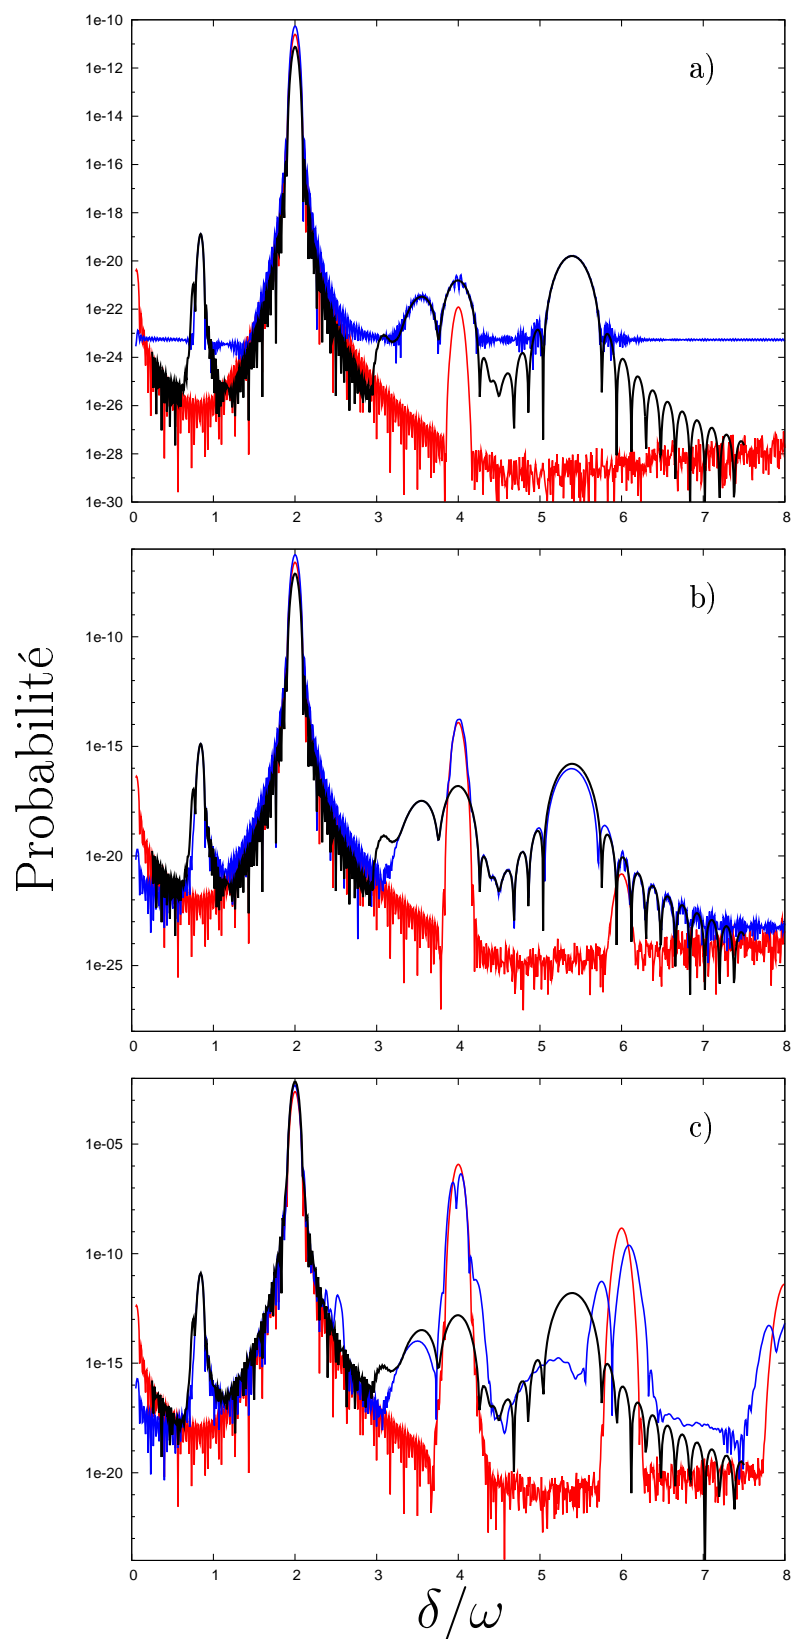 1e-10
1e-12
1e-14
1e-16
1e-18
1e-20
1e-22
1e-24
1e-26
1e-28
1e-30
a)
0 1 2 3 4 5 6 7 8
1e-10
1e-15
1e-20
1e-25
b)
0 1 2 3 4 5 6 7 8
Probabilité
1e-05
1e-10
1e-15
1e-20
c)
0 1 2 3 4 5 6 7 8
δ/ω